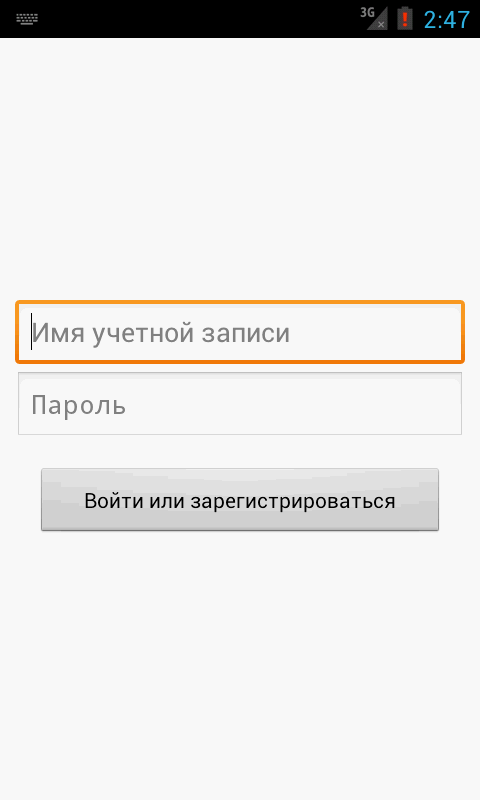 3G 2:47
Имя учетной записи
Пароль
Войти или зарегистрироваться